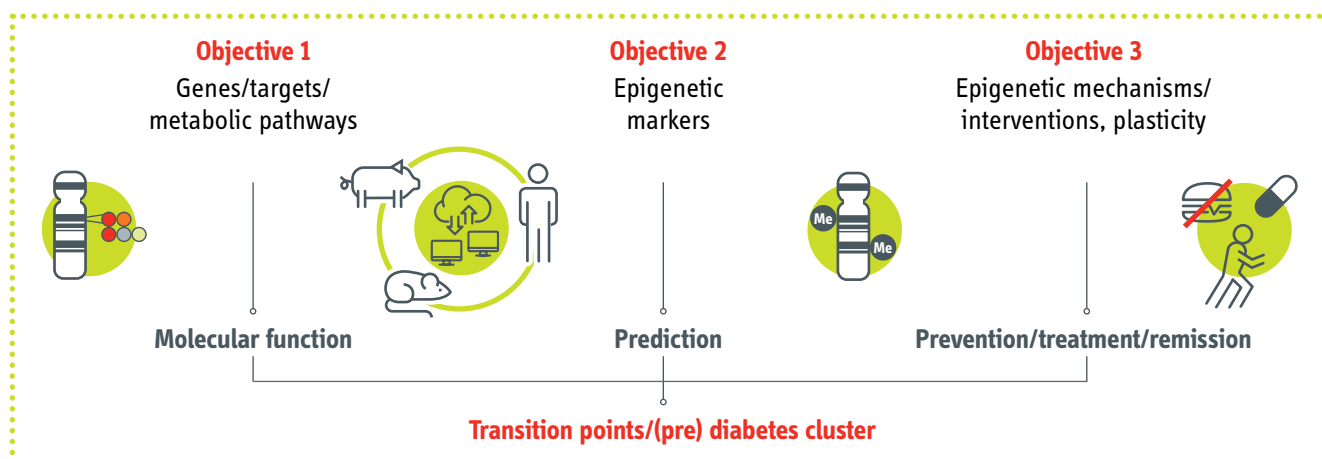 Objective 1
Genes/targets/
metabolic pathways
Objective 2
Epigenetic
markers
Objective 3
Epigenetic mechanisms/
interventions, plasticity
Me
Me
Molecular function
Prediction
Prevention/treatment/remission
Transition points/(pre) diabetes cluster